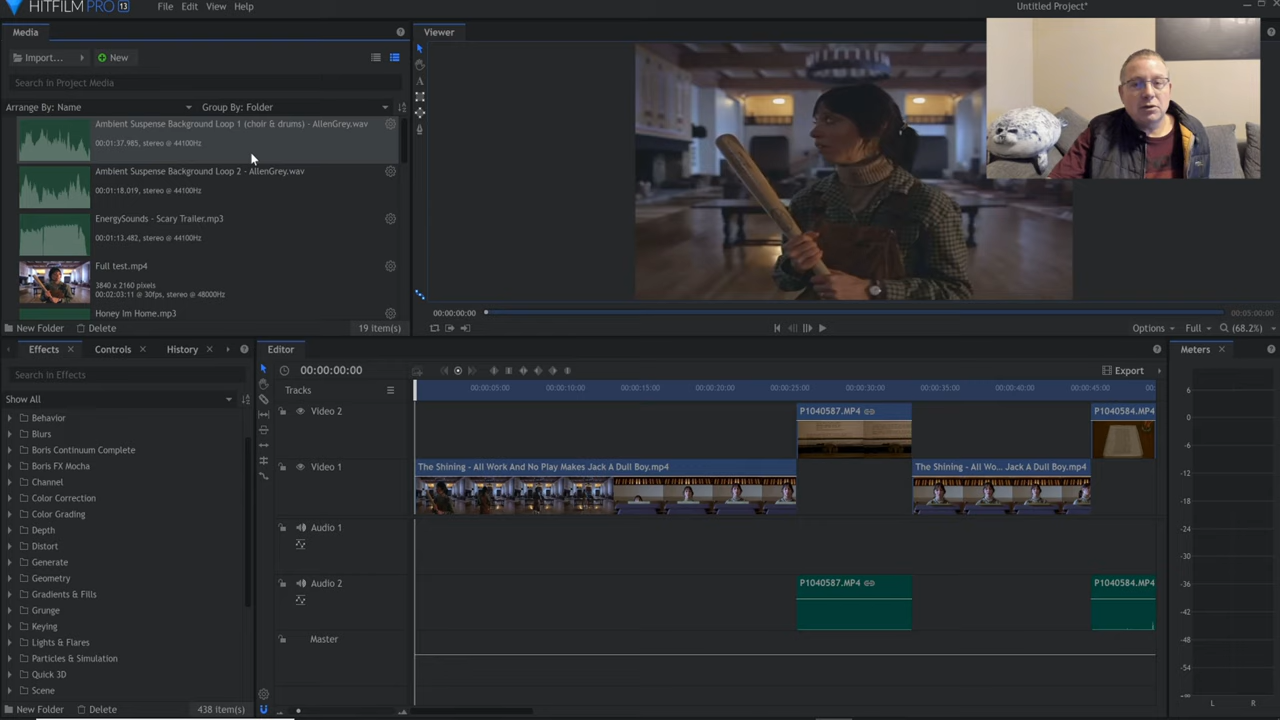 HITFILM PRO 13
File Edit View Help
Untitled Project*
Media
Import... New
Search in Project Media
Arrange By: Name Group By: Folder
Ambient Suspense Background Loop 1 (choir & drums) - AllenGrey.wav
00:01:37.985, stereo @ 44100Hz
Ambient Suspense Background Loop 2 - AllenGrey.wav
00:01:18.019, stereo @ 44100Hz
EnergySounds - Scary Trailer.mp3
00:01:13.482, stereo @ 44100Hz
Full test.mp4
3840 x 2160 pixels
00:02:03:11 @ 30fps, stereo @ 48000Hz
Honey Im Home.mp3
New Folder Delete 19 item(s)
Viewer
00:00:00:00 00:05:00:00
Options Full (68.2%)
Effects Controls History
Search in Effects
Show All
Behavior
Blurs
Boris Continuum Complete
Boris FX Mocha
Channel
Color Correction
Color Grading
Depth
Distort
Generate
Geometry
Gradients & Fills
Grunge
Keying
Lights & Flares
Particles & Simulation
Quick 3D
Scene
New Folder Delete 438 item(s)
Editor
00:00:00:00 Export
Tracks 00:00:05:00 00:00:10:00 00:00:15:00 00:00:20:00 00:00:25:00 00:00:30:00 00:00:35:00 00:00:40:00 00:00:45:00 00:
Video 2 P1040587.MP4 P1040584.MP4
Video 1 The Shining - All Work And No Play Makes Jack A Dull Boy.mp4 The Shining - All Wo... Jack A Dull Boy.mp4
Audio 1
Audio 2 P1040587.MP4 P1040584.MP4
Master
Meters
6
0
-6
-12
-18
-24
-30
-36
-42
-48
-54
L R